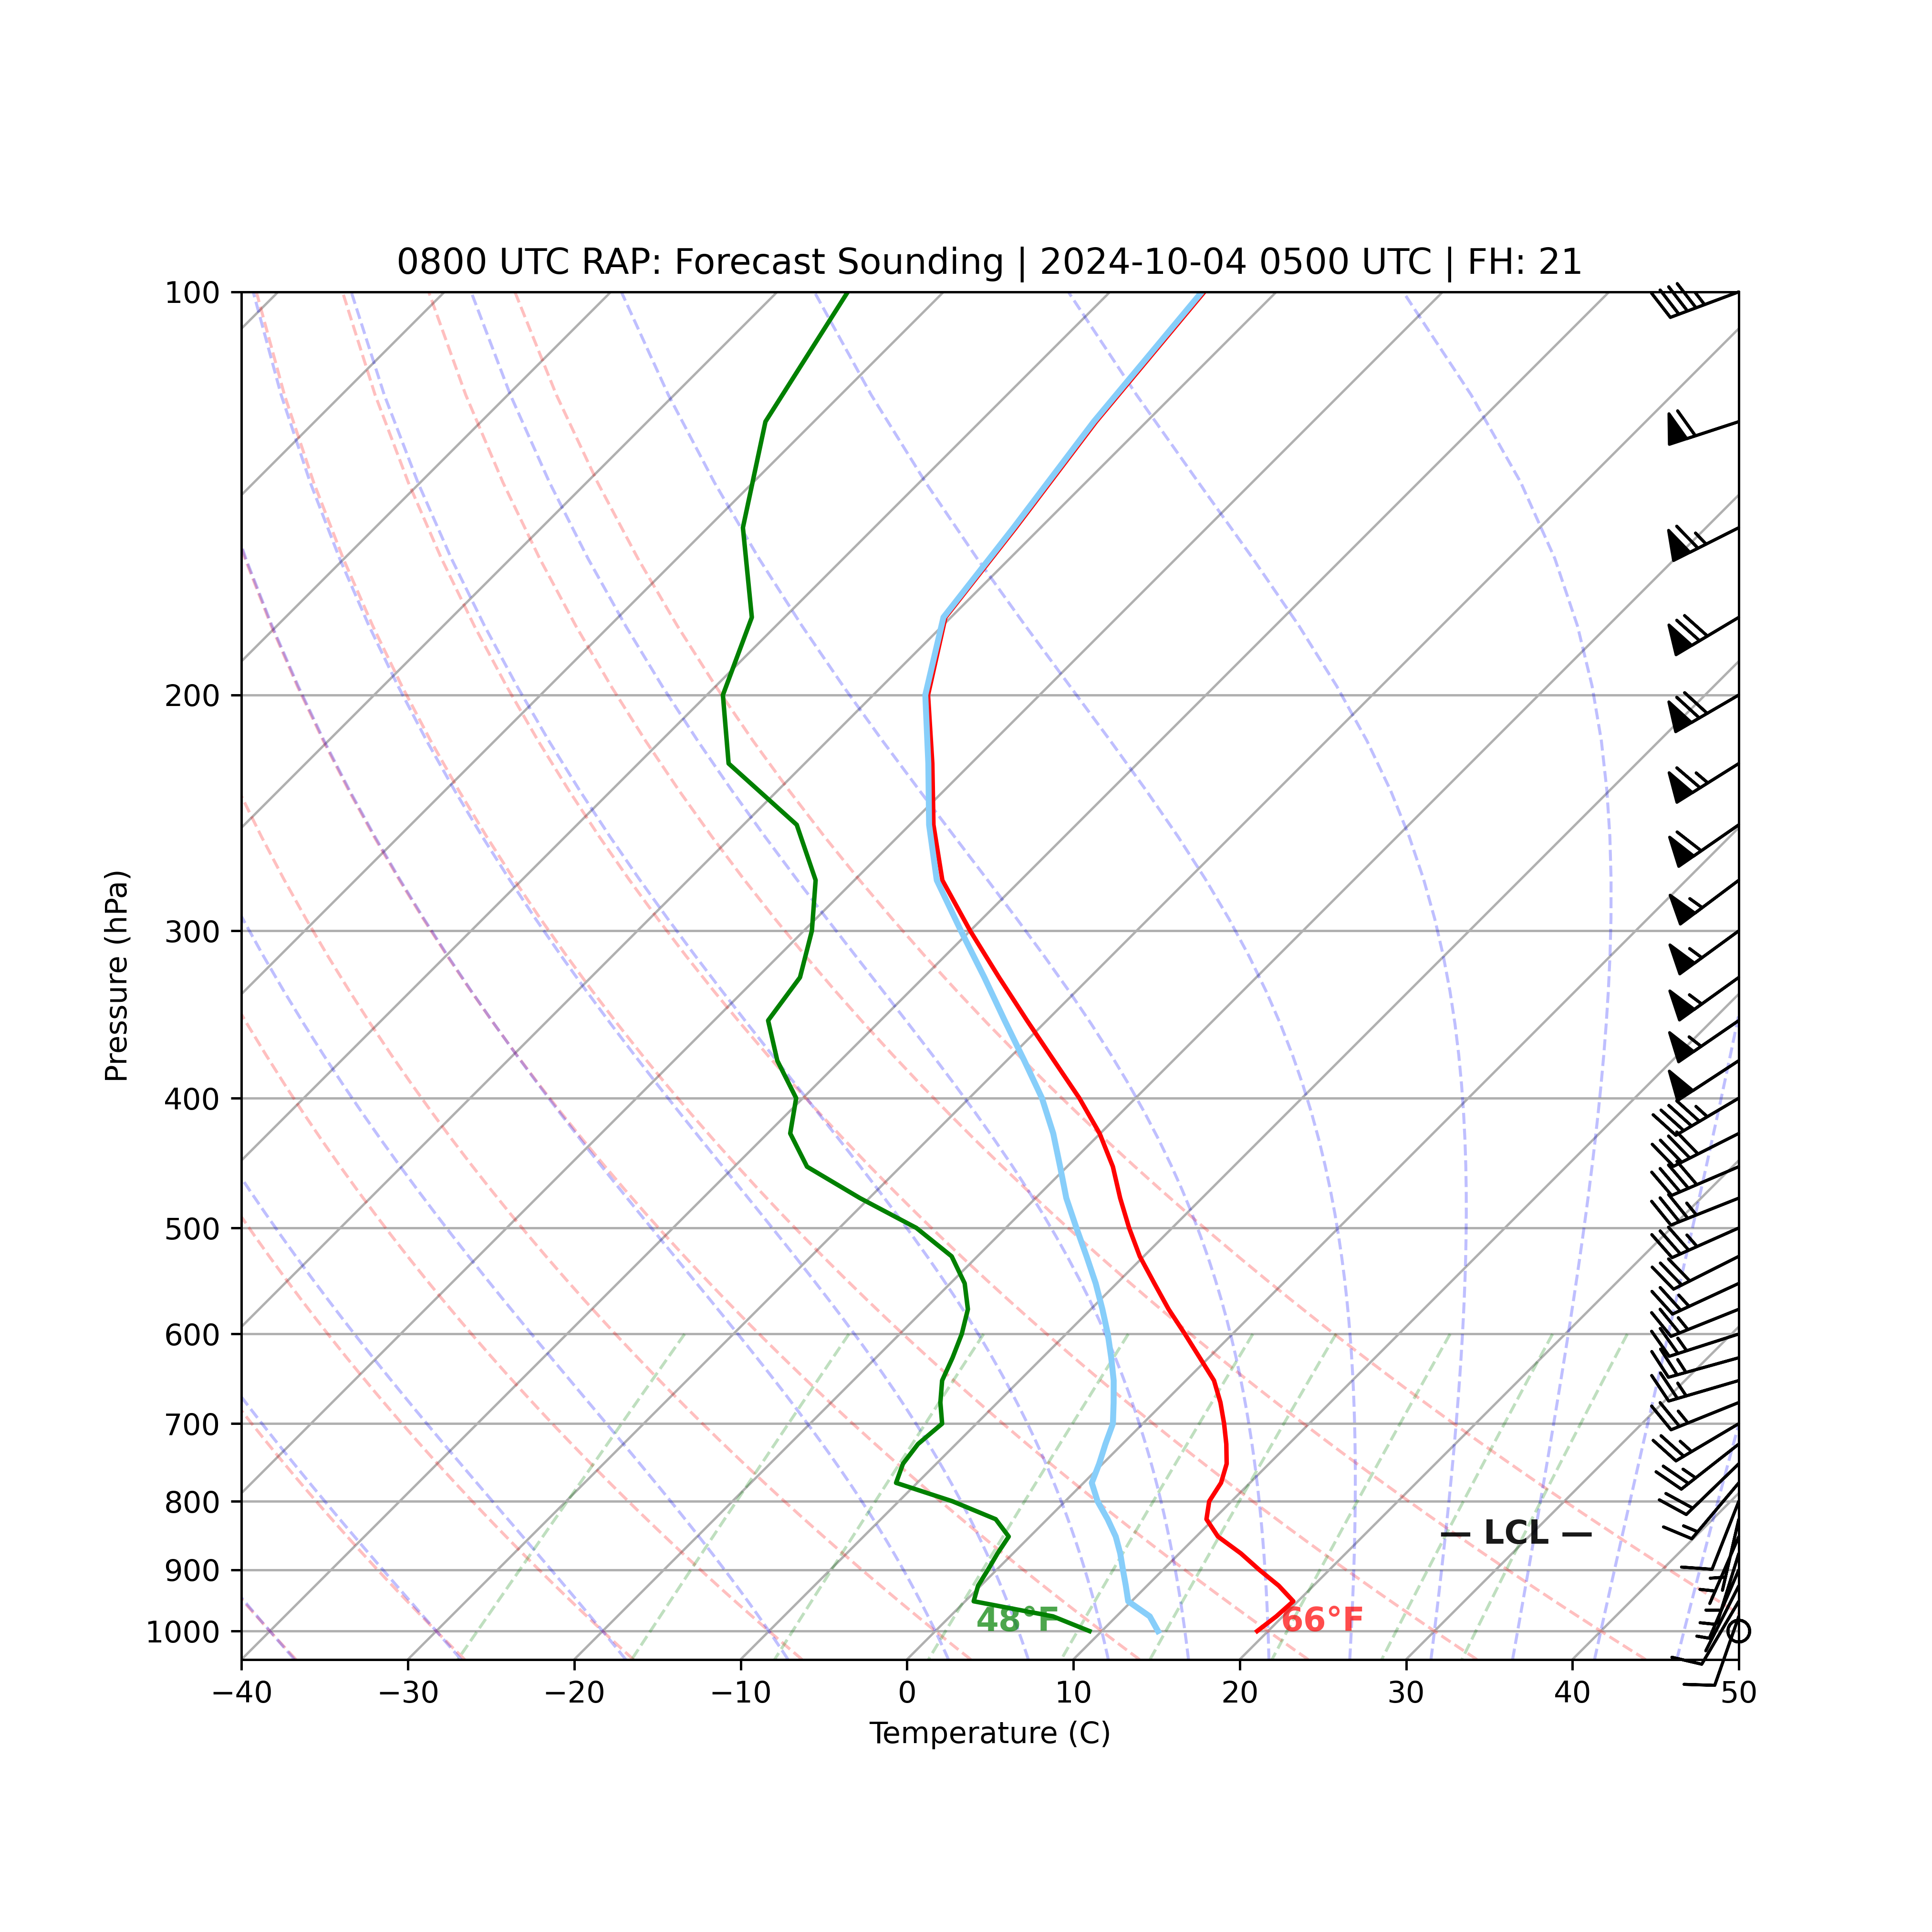 0800 UTC RAP: Forecast Sounding | 2024-10-04 0500 UTC | FH: 21
100
200
300
400
500
600
700
800
900
1000
Pressure (hPa)
— LCL —
48°F
66°F
−40 −30 −20 −10 0 10 20 30 40 50
Temperature (C)